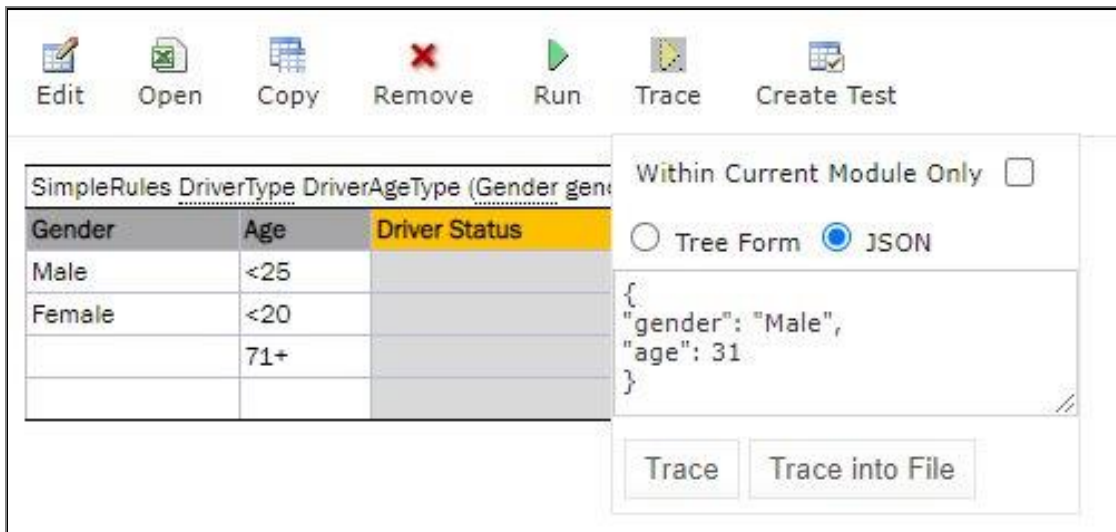 Edit Open Copy Remove Run Trace Create Test
Within Current Module Only
SimpleRules DriverType DriverAgeType (Gender
Tree Form JSON
Gender Age Driver Status
Male <25
Female <20
71+
{
"gender": "Male",
"age": 31
}
Trace Trace into File